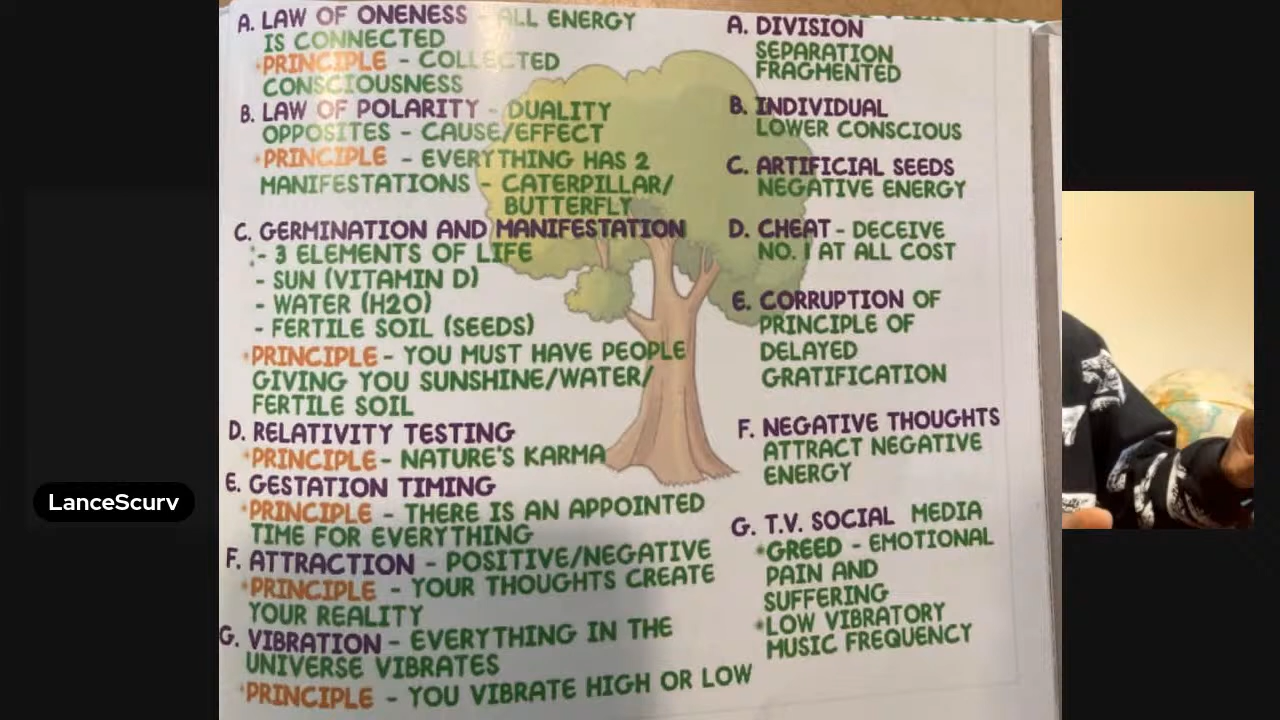 A. LAW OF ONENESS - ALL ENERGY
IS CONNECTED
*PRINCIPLE - COLLECTED
CONSCIOUSNESS
B. LAW OF POLARITY - DUALITY
OPPOSITES - CAUSE/EFFECT
*PRINCIPLE - EVERYTHING HAS 2
MANIFESTATIONS - CATERPILLAR/
BUTTERFLY
C. GERMINATION AND MANIFESTATION
:- 3 ELEMENTS OF LIFE
- SUN (VITAMIN D)
- WATER (H2O)
- FERTILE SOIL (SEEDS)
*PRINCIPLE - YOU MUST HAVE PEOPLE
GIVING YOU SUNSHINE/WATER/
FERTILE SOIL
D. RELATIVITY TESTING
*PRINCIPLE - NATURE'S KARMA
E. GESTATION TIMING
*PRINCIPLE - THERE IS AN APPOINTED
TIME FOR EVERYTHING
F. ATTRACTION - POSITIVE/NEGATIVE
*PRINCIPLE - YOUR THOUGHTS CREATE
YOUR REALITY
G. VIBRATION - EVERYTHING IN THE
UNIVERSE VIBRATES
*PRINCIPLE - YOU VIBRATE HIGH OR LOW
A. DIVISION
SEPARATION
FRAGMENTED
B. INDIVIDUAL
LOWER CONSCIOUS
C. ARTIFICIAL SEEDS
NEGATIVE ENERGY
D. CHEAT - DECEIVE
NO. 1 AT ALL COST
E. CORRUPTION OF
PRINCIPLE OF
DELAYED
GRATIFICATION
F. NEGATIVE THOUGHTS
ATTRACT NEGATIVE
ENERGY
G. T.V. SOCIAL MEDIA
*GREED - EMOTIONAL
PAIN AND
SUFFERING
*LOW VIBRATORY
MUSIC FREQUENCY
LanceScurv